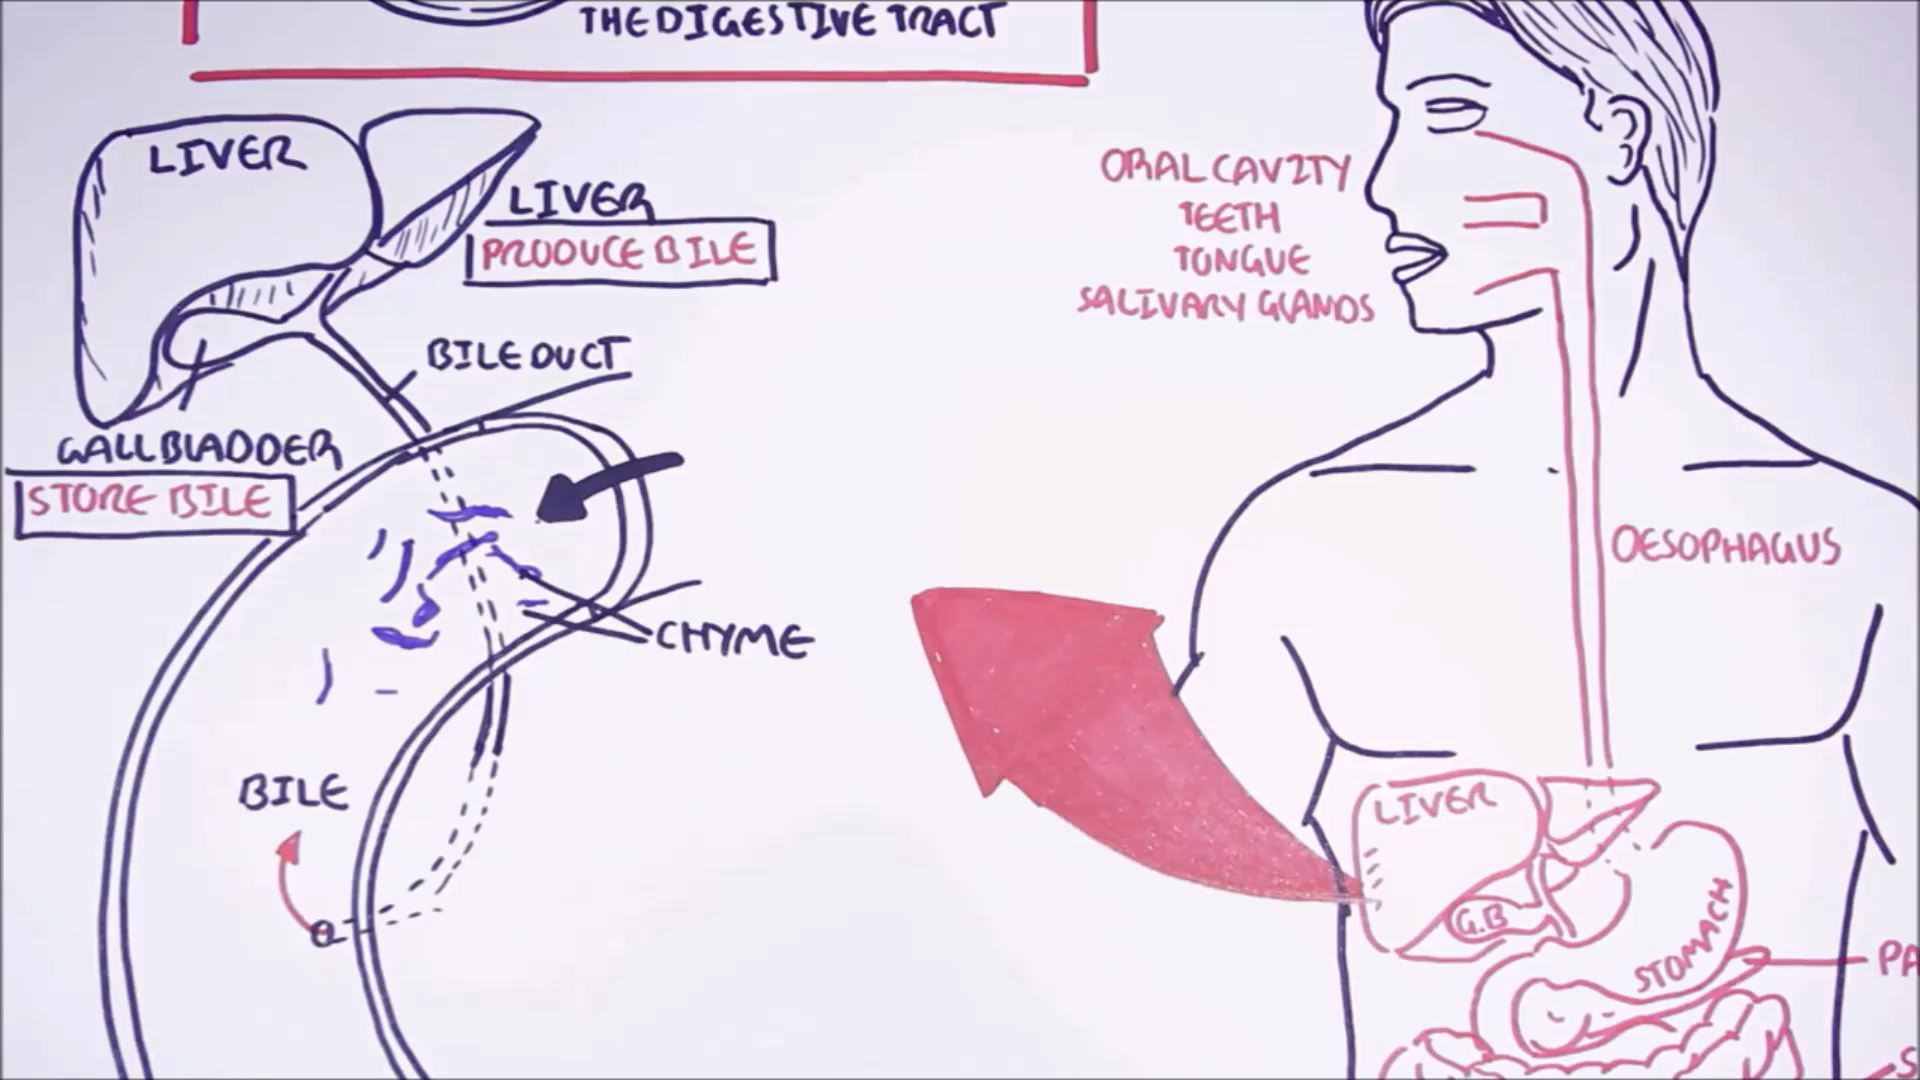 THE DIGESTIVE TRACT
LIVER
LIVER
PRODUCE BILE
BILE DUCT
GALLBLADDER
STORE BILE
CHYME
BILE
ORAL CAVITY
TEETH
TONGUE
SALIVARY GLANDS
OESOPHAGUS
LIVER
G.B
STOMACH
PA
S